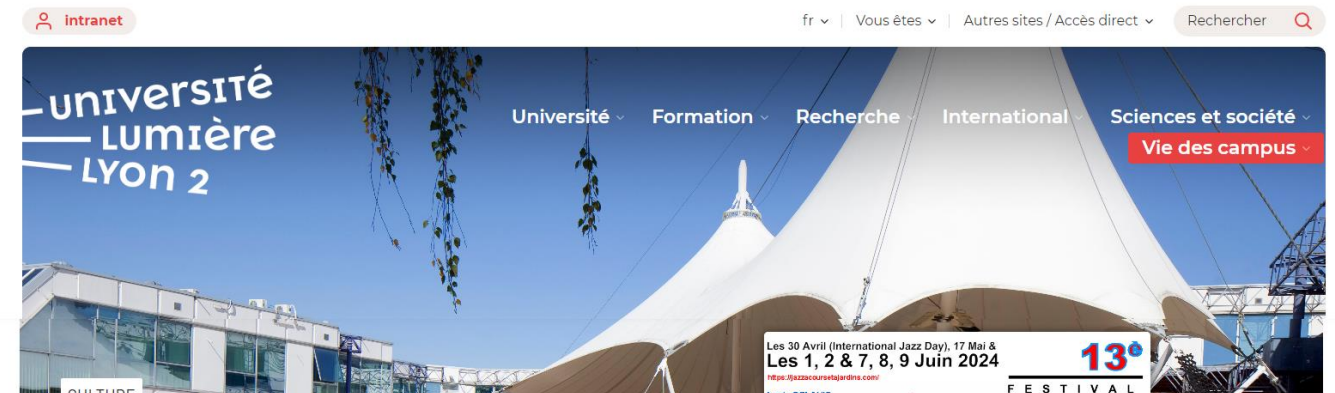 intranet
fr
Vous êtes
Autres sites / Accès direct
Rechercher
université
Lumière
Lyon 2
Université
Formation
Recherche
International
Sciences et société
Vie des campus
Les 30 Avril (International Jazz Day), 17 Mai &
Les 1, 2 & 7, 8, 9 Juin 2024
https://jazzacoursetajardins.com/
13è
FESTIVAL
CULTURE